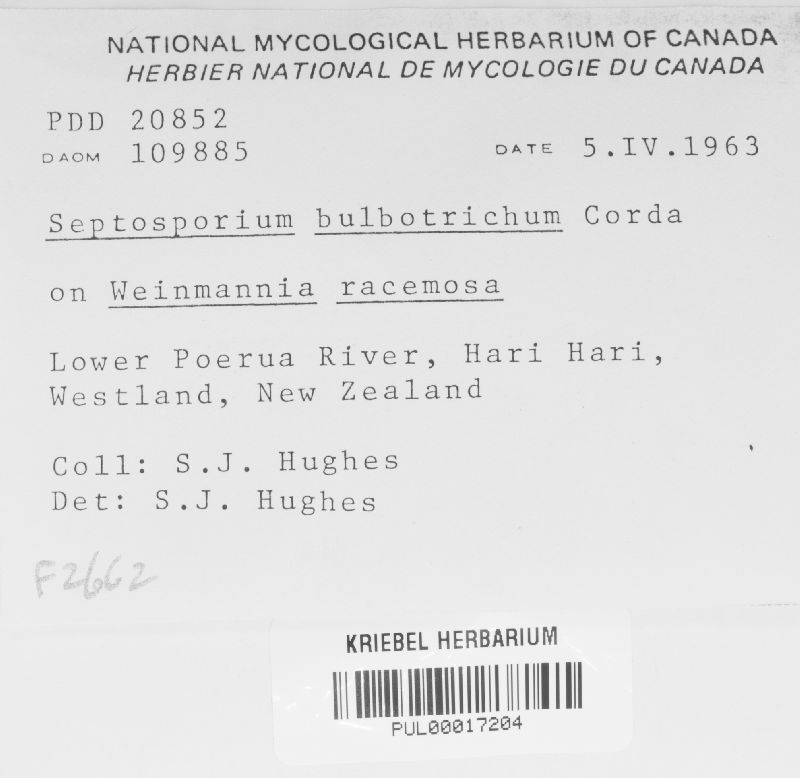 NATIONAL MYCOLOGICAL HERBARIUM OF CANADA
HERBIER NATIONAL DE MYCOLOGIE DU CANADA
PDD 20852
DAOM 109885 DATE 5.IV.1963
Septosporium bulbotrichum Corda
on Weinmannia racemosa
Lower Poerua River, Hari Hari,
Westland, New Zealand
Coll: S.J. Hughes
Det: S.J. Hughes
F2662
KRIEBEL HERBARIUM
PUL00017204